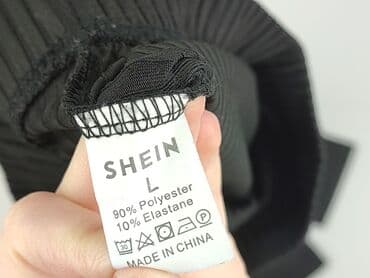 SHEIN
L
90% Polyester
10% Elastane
MADE IN CHINA